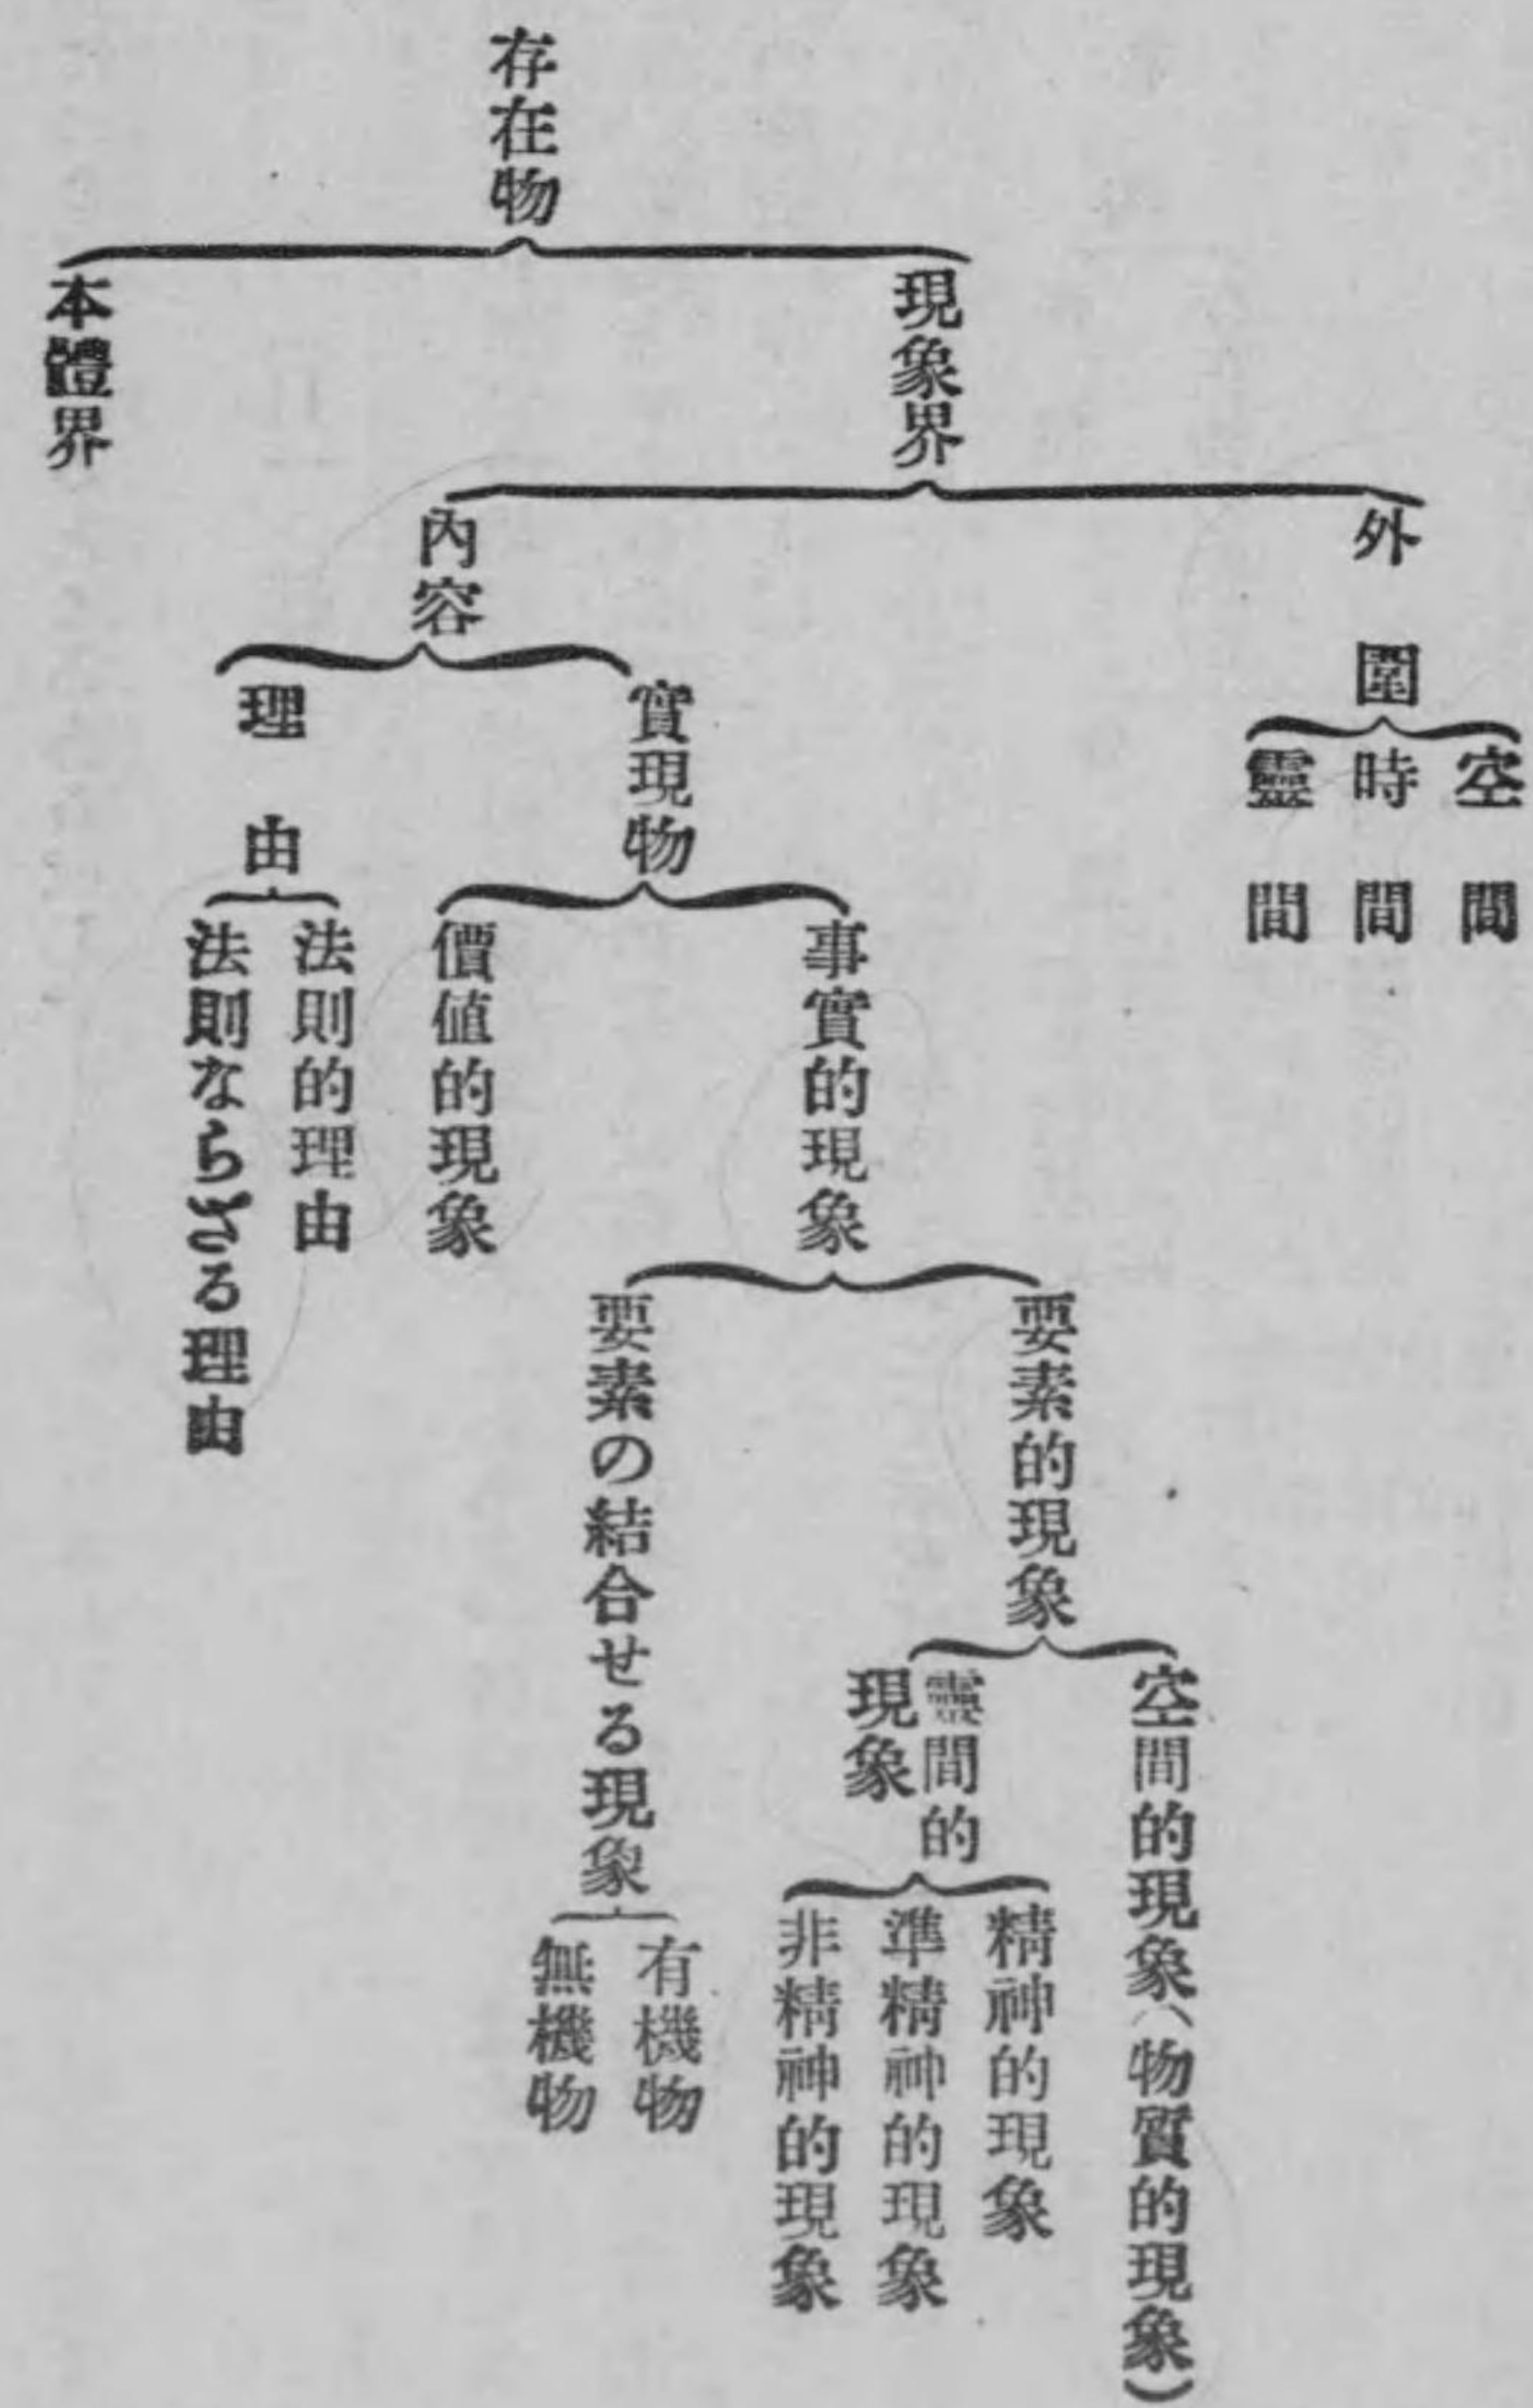 存在物
現象界
外圍
空間
時間
靈間
內容
實現物
事實的現象
要素的現象
空間的現象(物質的現象)
靈間的
現象
精神的現象
準精神的現象
非精神的現象
要素の結合せる現象
有機物
無機物
價値的現象
理由
法則的理由
法則ならざる理由
本體界